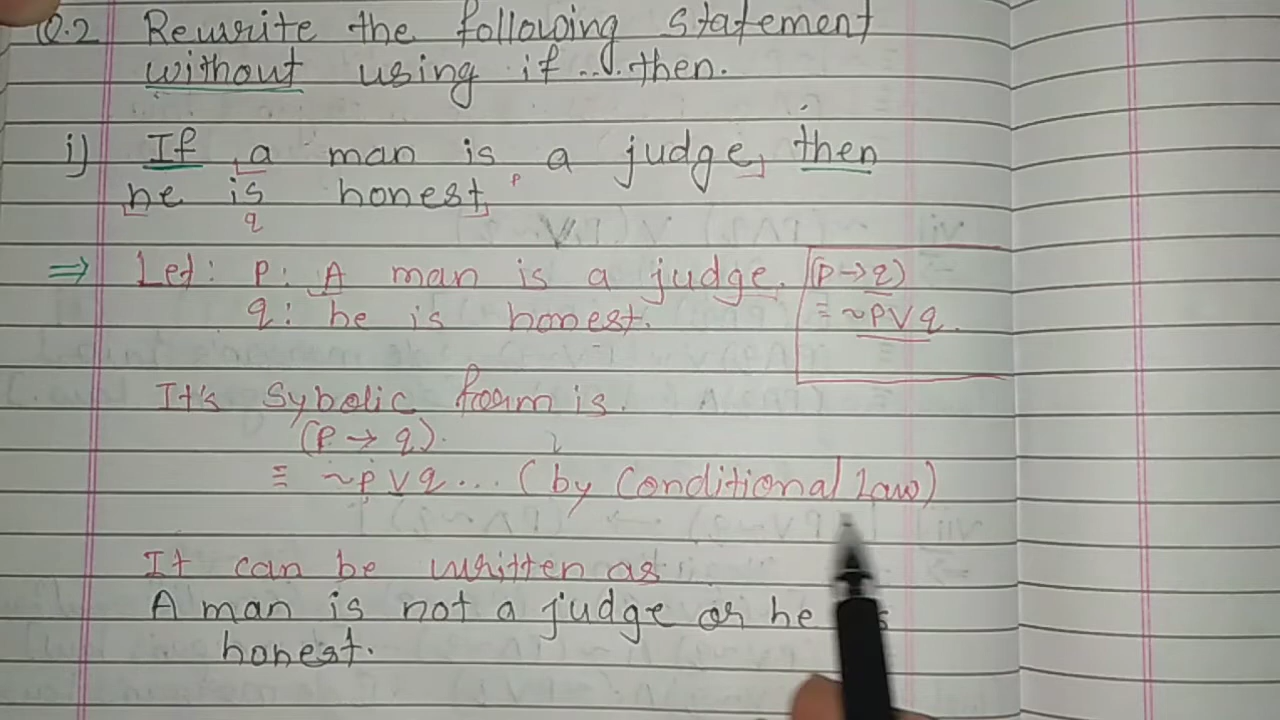 Q.2 Rewrite the following statement
without using if...then.
i) If a man is a judge, then
he is honest. p
q
⇒ Let: p: A man is a judge. (p → q)
q: he is honest. ≡ ~p∨q.
It's Sybolic form is.
(p → q).
≡ ~p∨q... (by Conditional Law)
It can be written as
A man is not a judge or he is
honest.